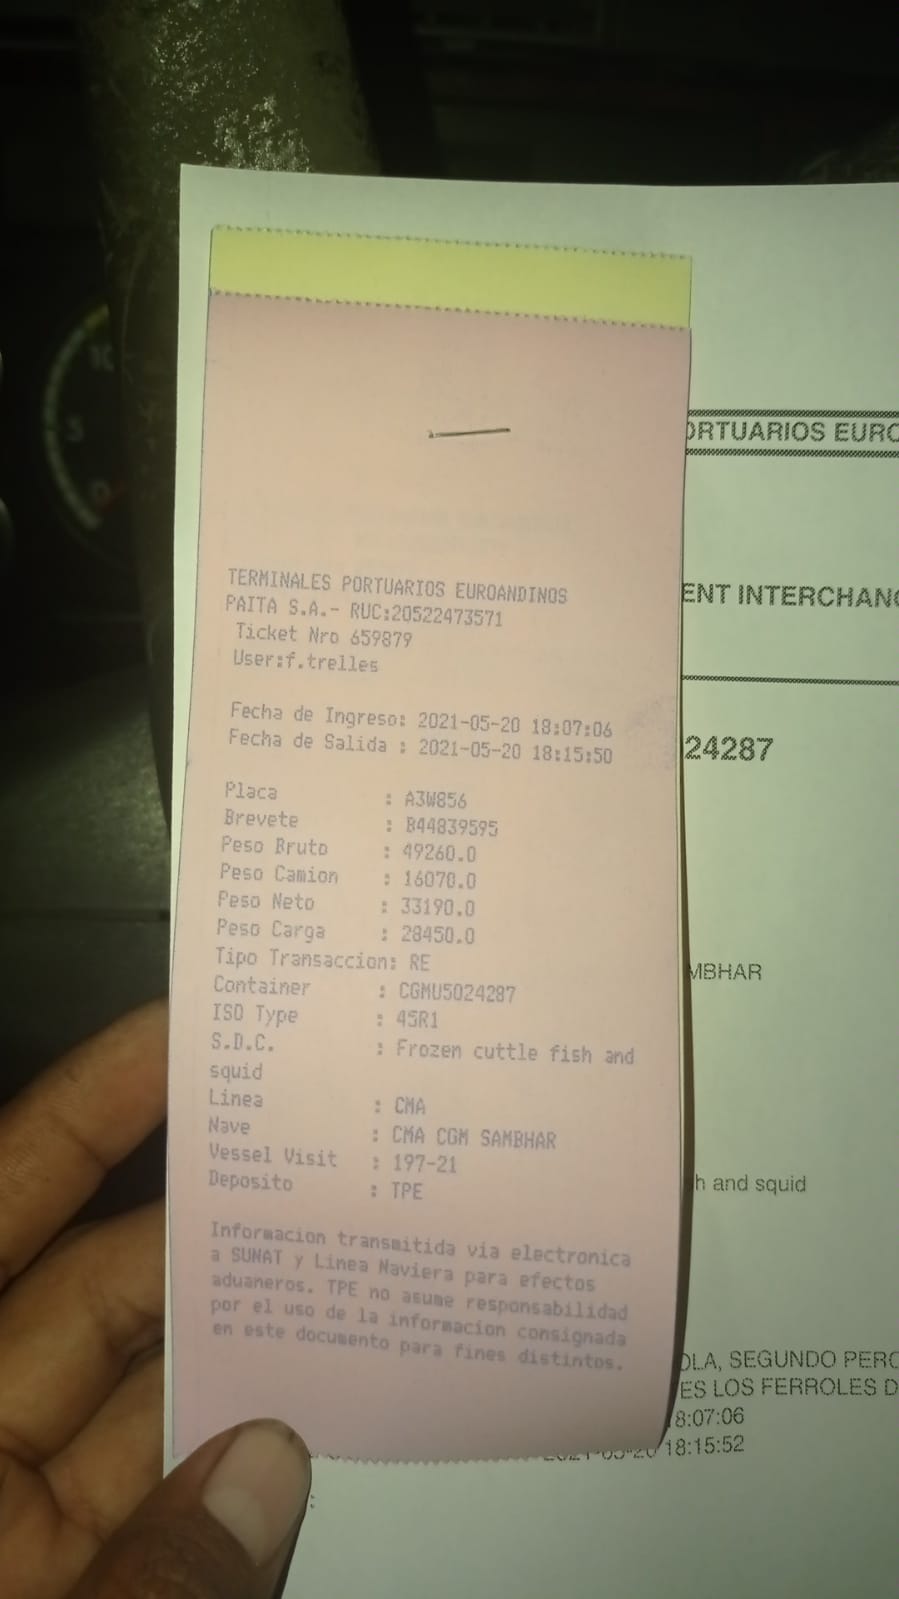 TERMINALES PORTUARIOS EUROANDINOS
PAITA S.A.- RUC:20522473571
Ticket Nro 659879
User:f.trelles
Fecha de Ingreso: 2021-05-20 18:07:06
Fecha de Salida : 2021-05-20 18:15:50
Placa : A3W856
Brevete : B44839595
Peso Bruto : 49260.0
Peso Camion : 16070.0
Peso Neto : 33190.0
Peso Carga : 28450.0
Tipo Transaccion: RE
Container : CGMU5024287
ISO Type : 45R1
S.D.C. : Frozen cuttle fish and
squid
Linea : CMA
Nave : CMA CGM SAMBHAR
Vessel Visit : 197-21
Deposito : TPE
Informacion transmitida via electronica
a SUNAT y Linea Naviera para efectos
aduaneros. TPE no asume responsabilidad
por el uso de la informacion consignada
en este documento para fines distintos.
ORTUARIOS EURO
ENT INTERCHANG
24287
MBHAR
h and squid
OLA, SEGUNDO PERC
ES LOS FERROLES D
18:07:06
18:15:52
:
10
5
0